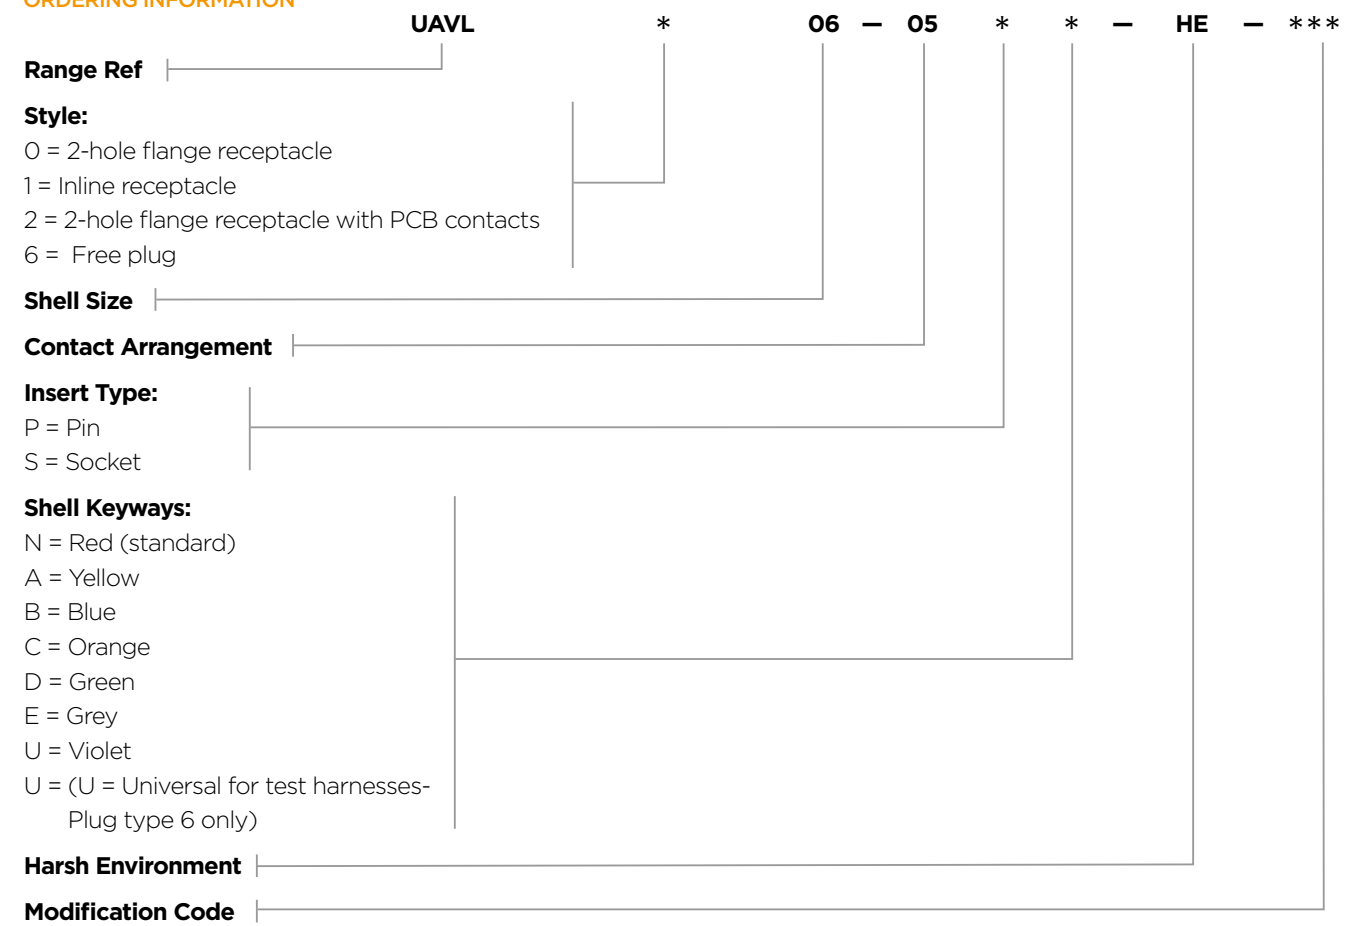 ORDERING INFORMATION
UAVL * 06 – 05 * * – HE – ***
Range Ref
Style:
0 = 2-hole flange receptacle
1 = Inline receptacle
2 = 2-hole flange receptacle with PCB contacts
6 = Free plug
Shell Size
Contact Arrangement
Insert Type:
P = Pin
S = Socket
Shell Keyways:
N = Red (standard)
A = Yellow
B = Blue
C = Orange
D = Green
E = Grey
U = Violet
U = (U = Universal for test harnesses-
Plug type 6 only)
Harsh Environment
Modification Code